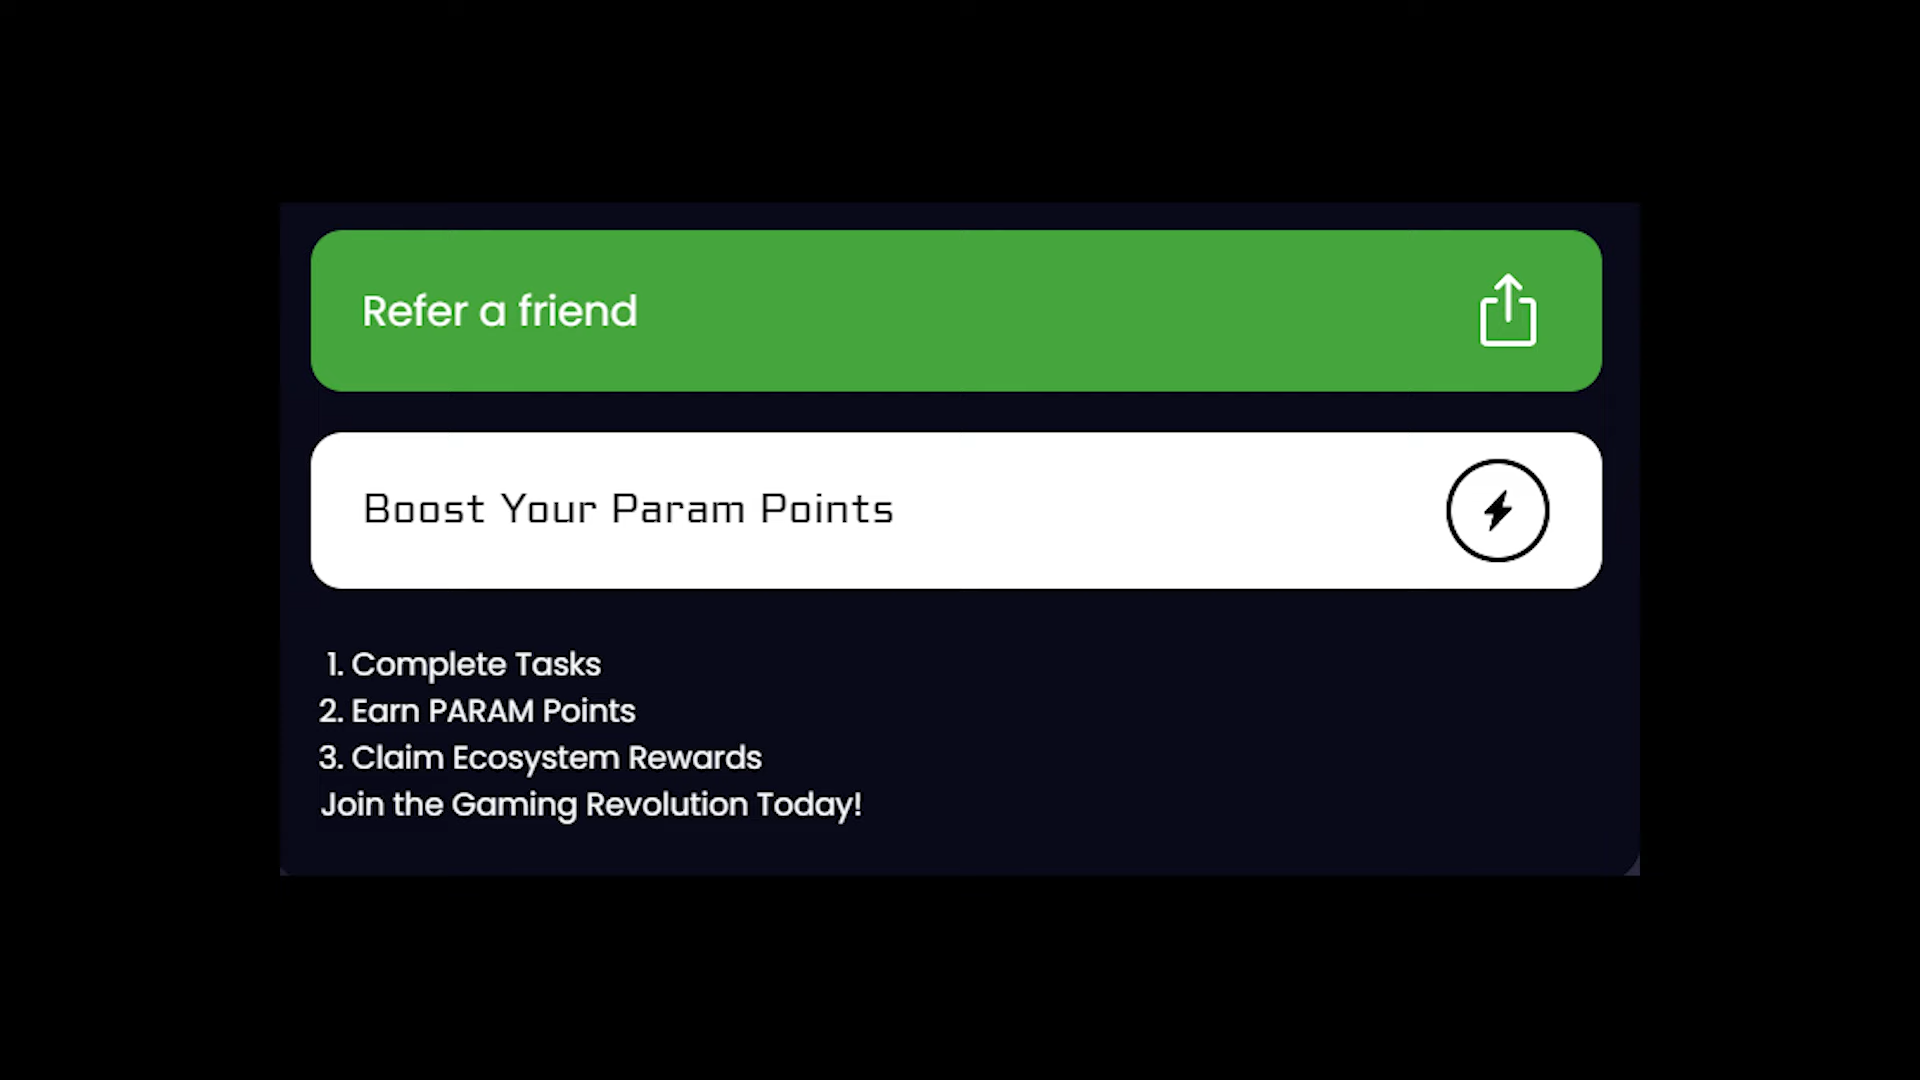 Refer a friend
Boost Your Param Points
1. Complete Tasks
2. Earn PARAM Points
3. Claim Ecosystem Rewards
Join the Gaming Revolution Today!